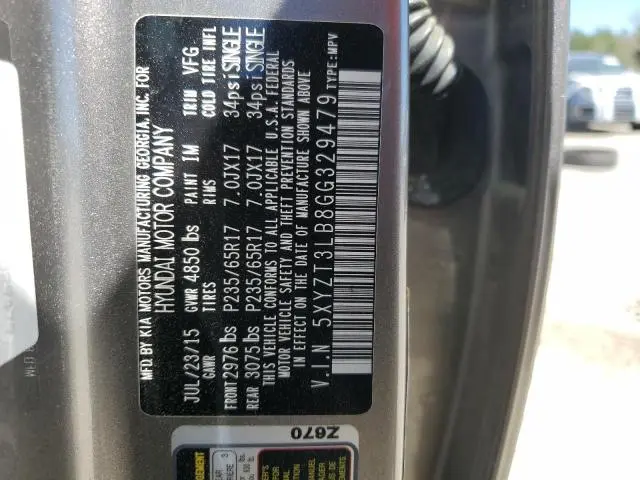 MFD BY KIA MOTORS MANUFACTURING GEORGIA, INC. FOR
HYUNDAI MOTOR COMPANY
JUL/23/15 GVWR 4850 lbs PAINT IM TRIM VFG
GAWR TIRES RIMS COLD TIRE INFL
FRONT 2976 lbs P235/65R17 7.0JX17 34psi SINGLE
REAR 3075 lbs P235/65R17 7.0JX17 34psi SINGLE
THIS VEHICLE CONFORMS TO ALL APPLICABLE U.S.A. FEDERAL
MOTOR VEHICLE SAFETY AND THEFT PREVENTION STANDARDS
IN EFFECT ON THE DATE OF MANUFACTURE SHOWN ABOVE
V.I.N 5XYZT3LB8GG329479 TYPE:MPV
Z670